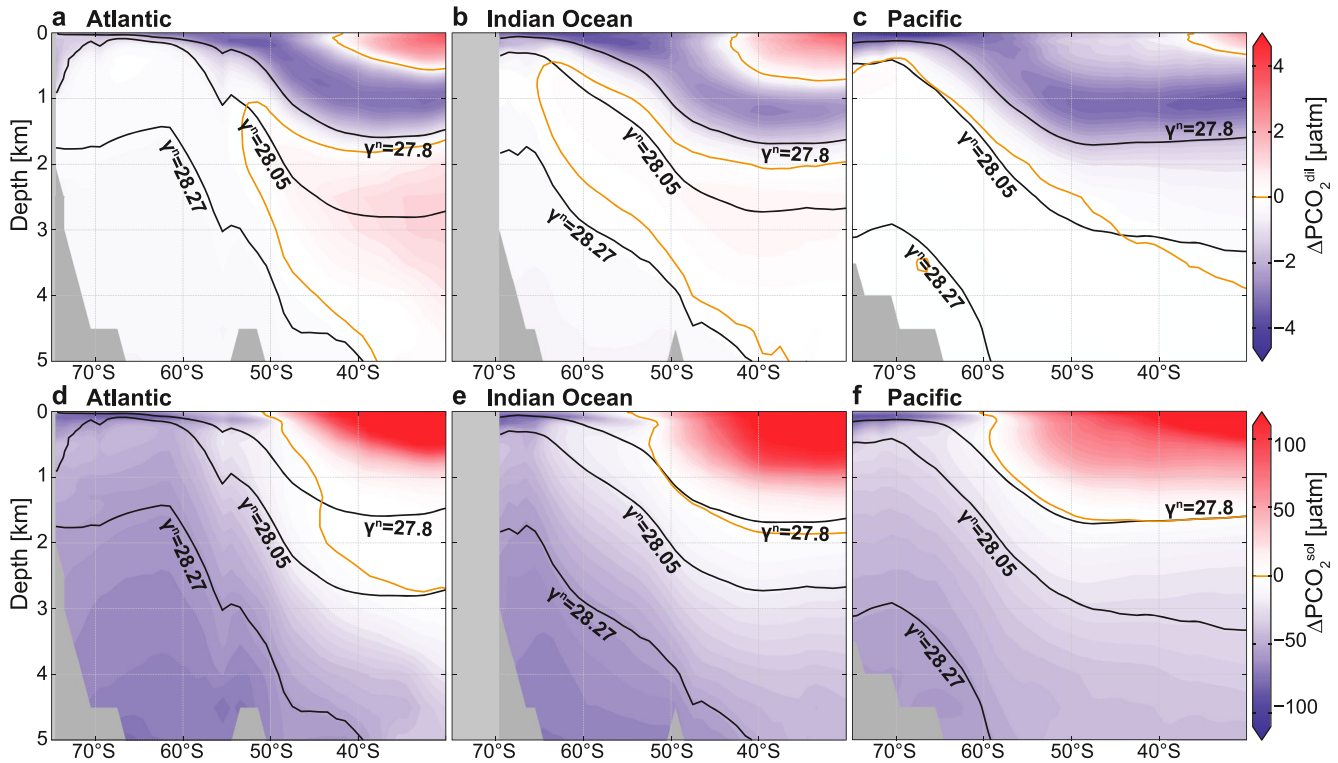 a Atlantic
b Indian Ocean
c Pacific
0
1
2
3
4
5
Depth [km]
γⁿ=27.8
γⁿ=28.05
γⁿ=28.27
γⁿ=27.8
γⁿ=28.05
γⁿ=28.27
γⁿ=27.8
γⁿ=28.05
γⁿ=28.27
4
2
0
−2
−4
ΔPCO₂ᵈⁱˡ [µatm]
70°S 60°S 50°S 40°S
70°S 60°S 50°S 40°S
70°S 60°S 50°S 40°S
d Atlantic
e Indian Ocean
f Pacific
0
1
2
3
4
5
Depth [km]
γⁿ=27.8
γⁿ=28.05
γⁿ=28.27
γⁿ=27.8
γⁿ=28.05
γⁿ=28.27
γⁿ=27.8
γⁿ=28.05
γⁿ=28.27
100
50
0
−50
−100
ΔPCO₂ˢᵒˡ [µatm]
70°S 60°S 50°S 40°S
70°S 60°S 50°S 40°S
70°S 60°S 50°S 40°S